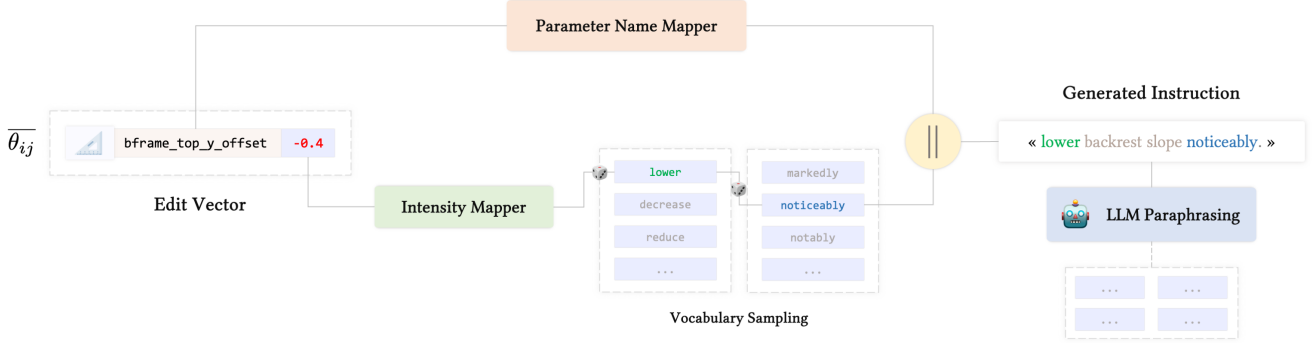 Parameter Name Mapper
Generated Instruction
θij
bframe_top_y_offset
-0.4
||
« lower backrest slope noticeably. »
Edit Vector
Intensity Mapper
lower
decrease
reduce
...
markedly
noticeably
notably
...
LLM Paraphrasing
... ...
... ...
Vocabulary Sampling